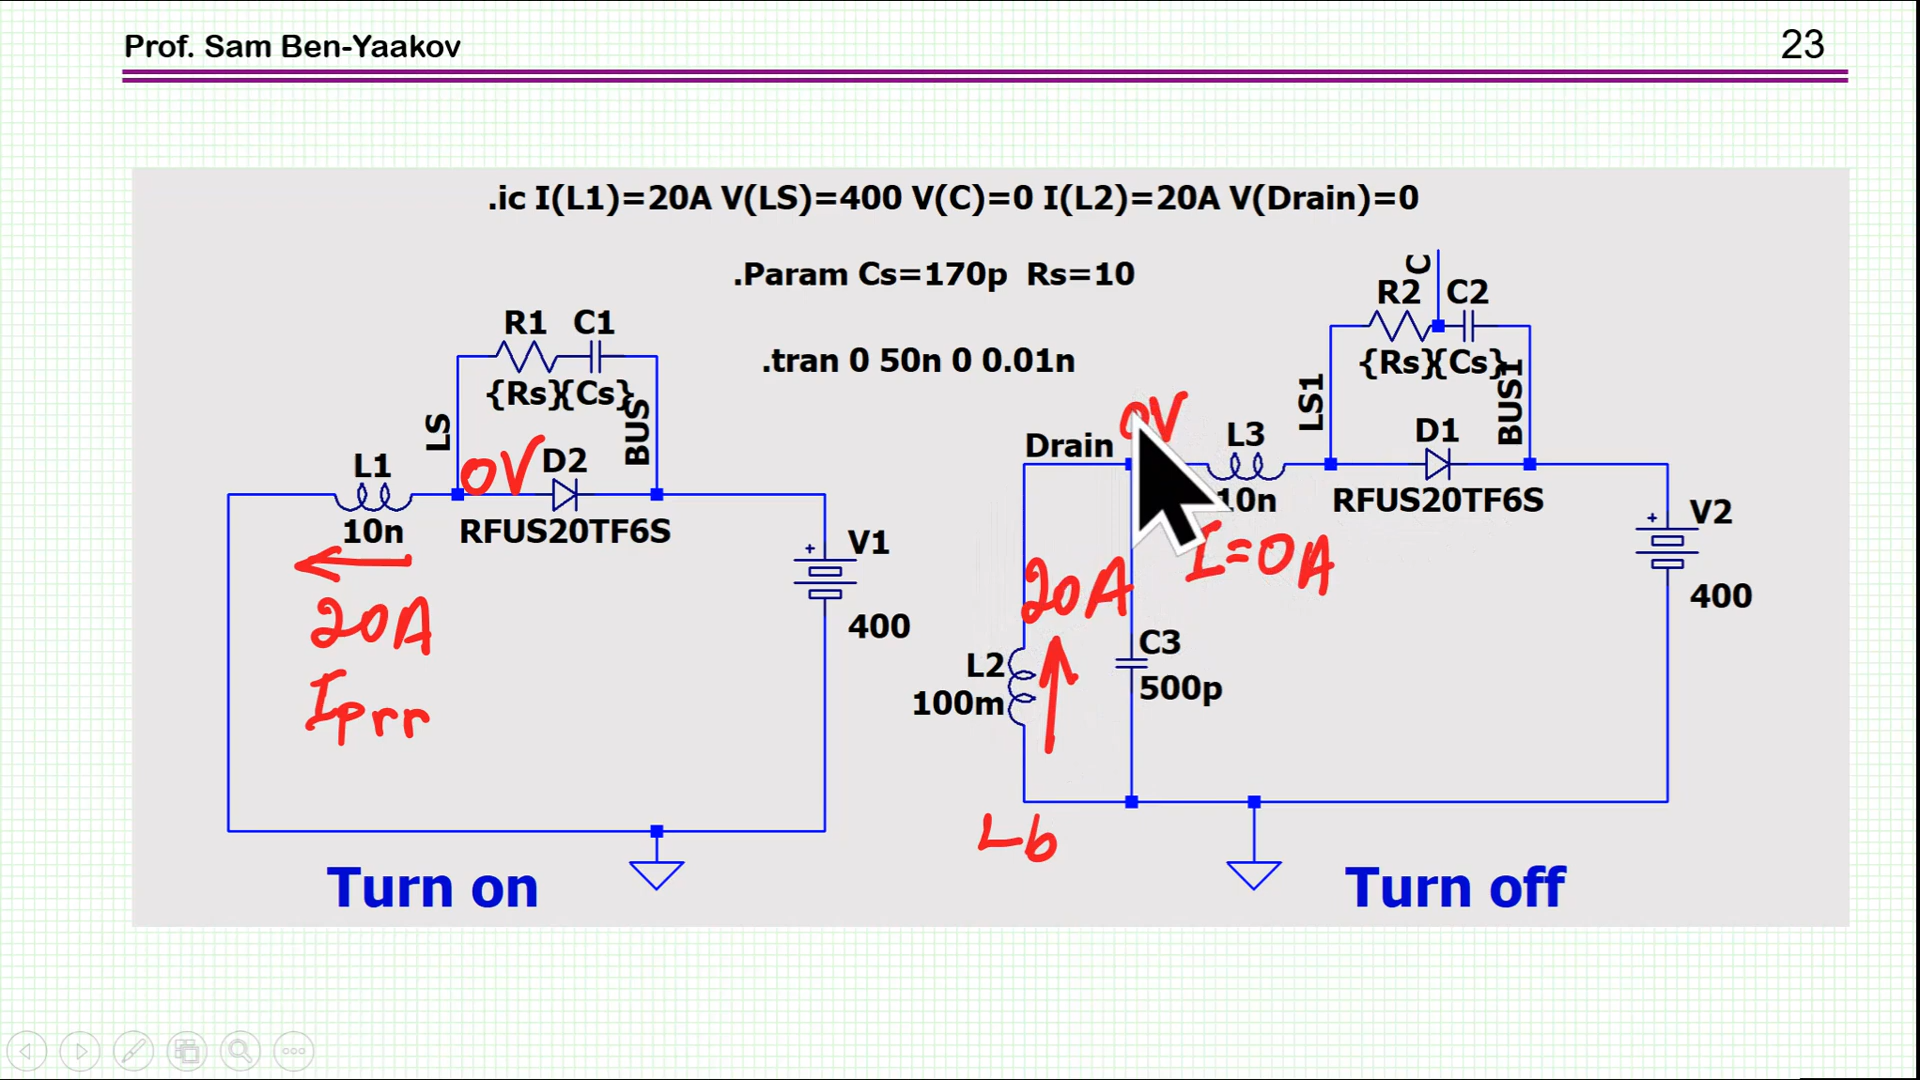 Prof. Sam Ben-Yaakov
23
.ic I(L1)=20A V(LS)=400 V(C)=0 I(L2)=20A V(Drain)=0
.Param Cs=170p Rs=10
.tran 0 50n 0 0.01n
R1 C1
{Rs}{Cs}
LS
BUS
L1
10n
0V
D2
RFUS20TF6S
V1
400
20A
Iprr
Turn on
C
R2 C2
{Rs}{Cs}
LS1
BUS1
Drain
0V
L3
10n
D1
RFUS20TF6S
V2
400
I=0A
20A
L2
100m
C3
500p
Lb
Turn off